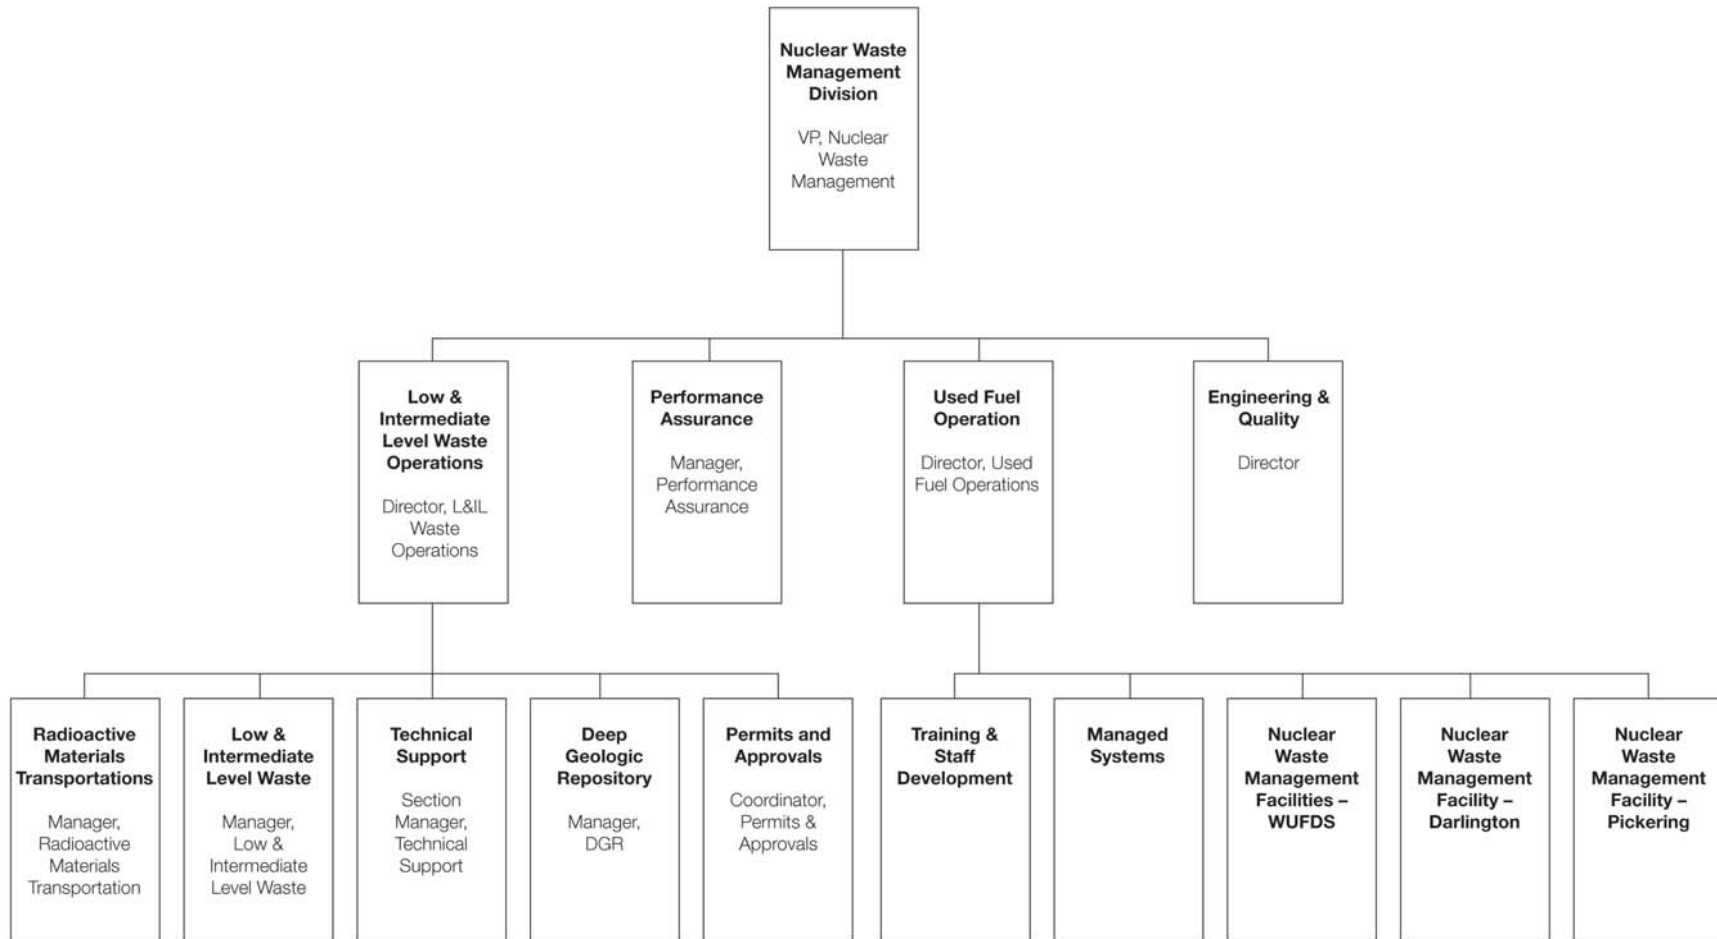 Nuclear Waste
Management
Division
VP, Nuclear
Waste
Management
Low &
Intermediate
Level Waste
Operations
Director, L&IL
Waste
Operations
Performance
Assurance
Manager,
Performance
Assurance
Used Fuel
Operation
Director, Used
Fuel Operations
Engineering &
Quality
Director
Radioactive
Materials
Transportations
Manager,
Radioactive
Materials
Transportation
Low &
Intermediate
Level Waste
Manager,
Low &
Intermediate
Level Waste
Technical
Support
Section
Manager,
Technical
Support
Deep
Geologic
Repository
Manager,
DGR
Permits and
Approvals
Coordinator,
Permits &
Approvals
Training &
Staff
Development
Managed
Systems
Nuclear
Waste
Management
Facilities –
WUFDS
Nuclear
Waste
Management
Facility –
Darlington
Nuclear
Waste
Management
Facility –
Pickering